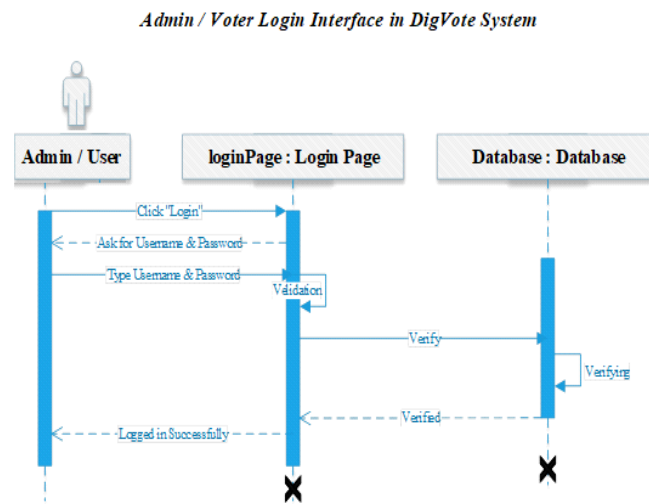 Admin / Voter Login Interface in DigVote System
Admin / User
loginPage : Login Page
Database : Database
Click "Login"
Ask for Username & Password
Type Username & Password
Validation
Verify
Verifying
Verified
Logged in Successfully